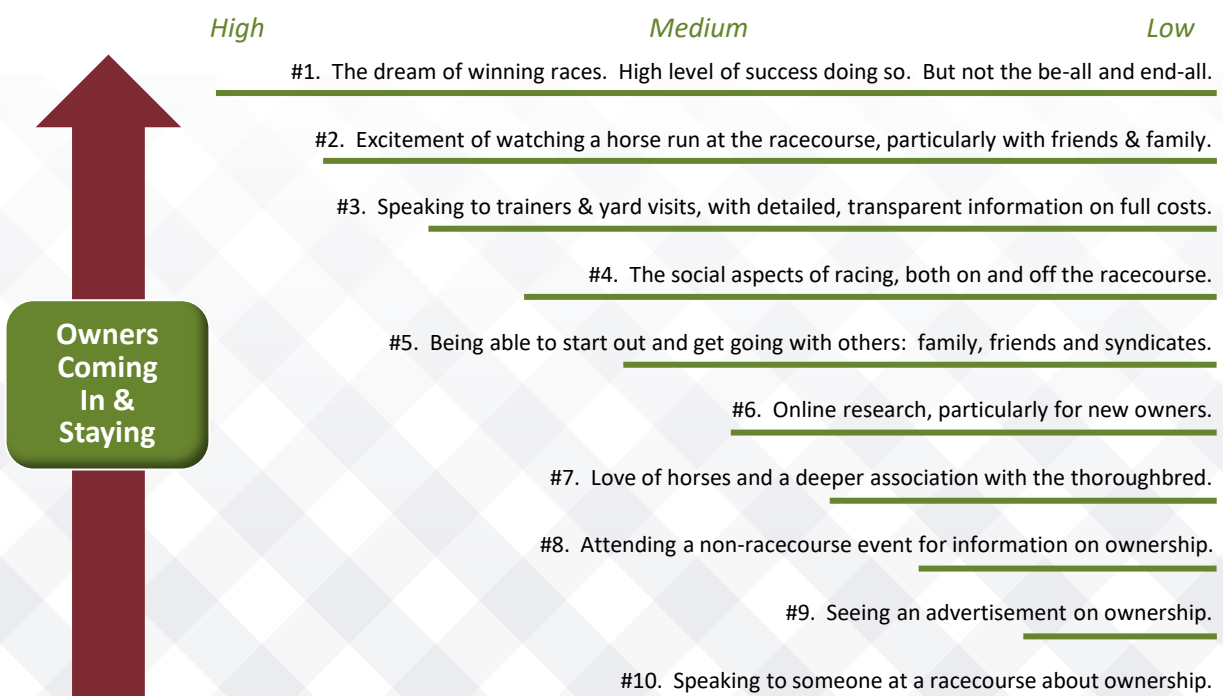 High Medium Low
#1. The dream of winning races. High level of success doing so. But not the be-all and end-all.
#2. Excitement of watching a horse run at the racecourse, particularly with friends & family.
#3. Speaking to trainers & yard visits, with detailed, transparent information on full costs.
#4. The social aspects of racing, both on and off the racecourse.
Owners
Coming
In &
Staying
#5. Being able to start out and get going with others: family, friends and syndicates.
#6. Online research, particularly for new owners.
#7. Love of horses and a deeper association with the thoroughbred.
#8. Attending a non-racecourse event for information on ownership.
#9. Seeing an advertisement on ownership.
#10. Speaking to someone at a racecourse about ownership.